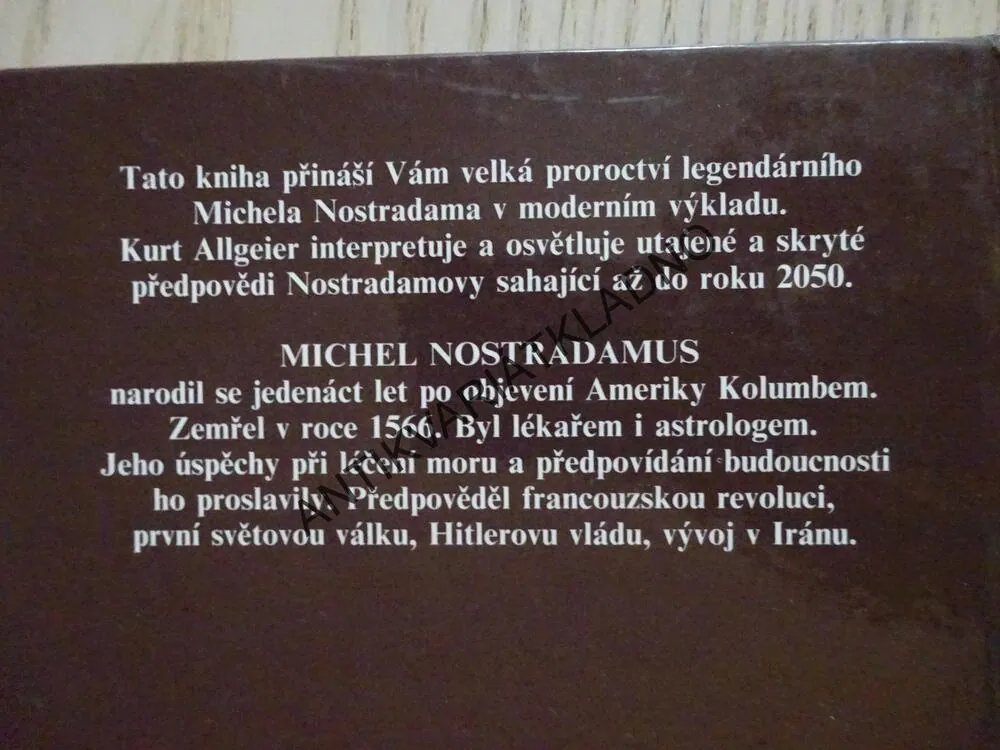 Tato kniha přináší Vám velká proroctví legendárního
Michela Nostradama v moderním výkladu.
Kurt Allgeier interpretuje a osvětluje utajené a skryté
předpovědi Nostradamovy sahající až do roku 2050.
MICHEL NOSTRADAMUS
narodil se jedenáct let po objevení Ameriky Kolumbem.
Zemřel v roce 1566. Byl lékařem i astrologem.
Jeho úspěchy při léčení moru a předpovídání budoucnosti
ho proslavily. Předpověděl francouzskou revoluci,
první světovou válku, Hitlerovu vládu, vývoj v Iránu.
ANTIKVARIÁTKLADNO